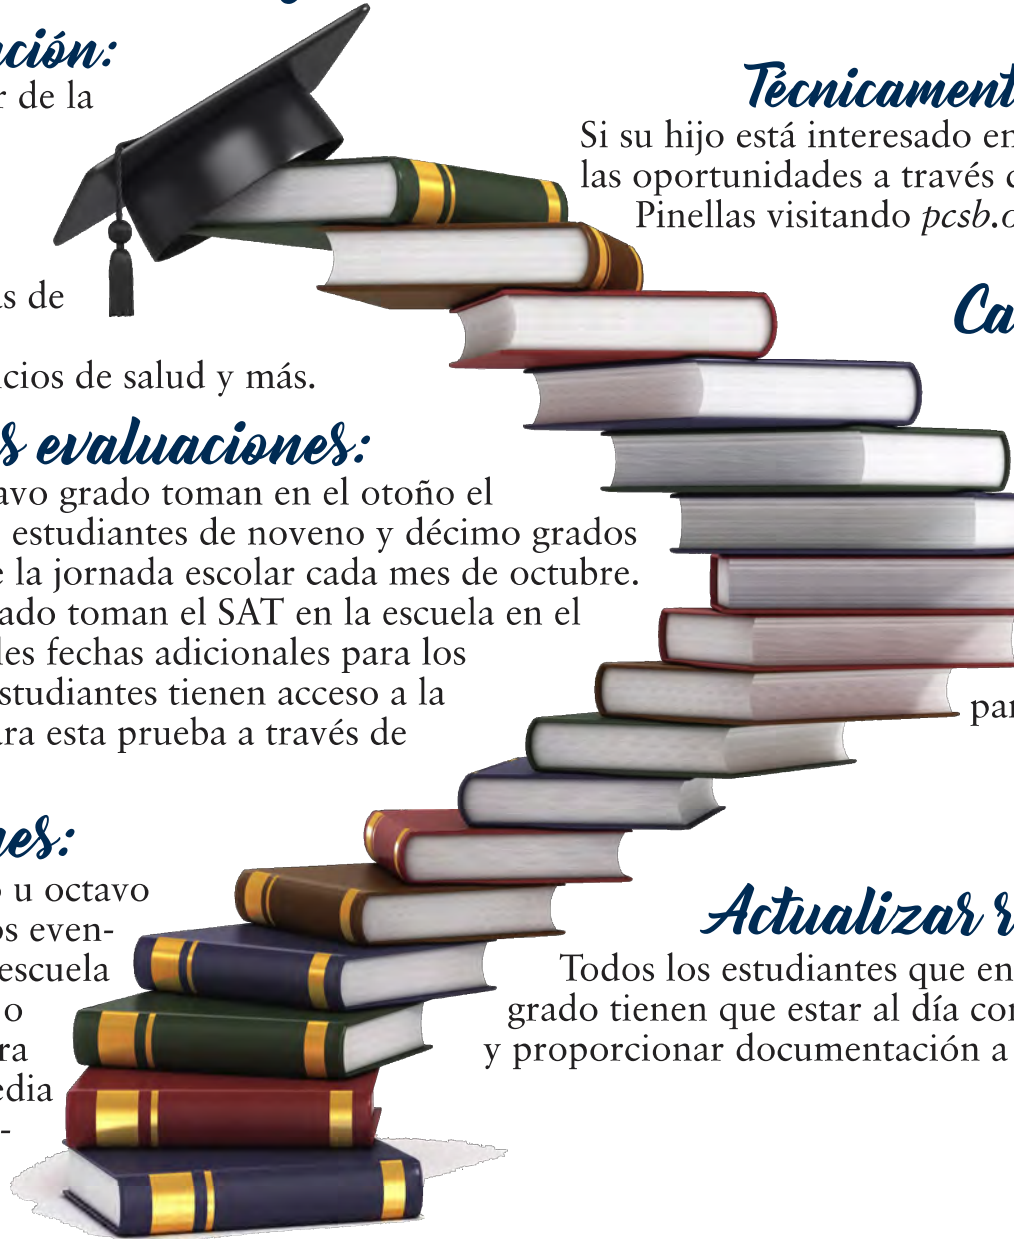 ción:
r de la
as de
cios de salud y más.
s evaluaciones:
avo grado toman en el otoño el
estudiantes de noveno y décimo grados
e la jornada escolar cada mes de octubre.
ado toman el SAT en la escuela en el
les fechas adicionales para los
studiantes tienen acceso a la
ara esta prueba a través de
nes:
o u octavo
os even-
escuela
o
ra
edia
-
Técnicament
Si su hijo está interesado en
las oportunidades a través d
Pinellas visitando pcsb.o
Ca
par
Actualizar r
Todos los estudiantes que en
grado tienen que estar al día con
y proporcionar documentación a